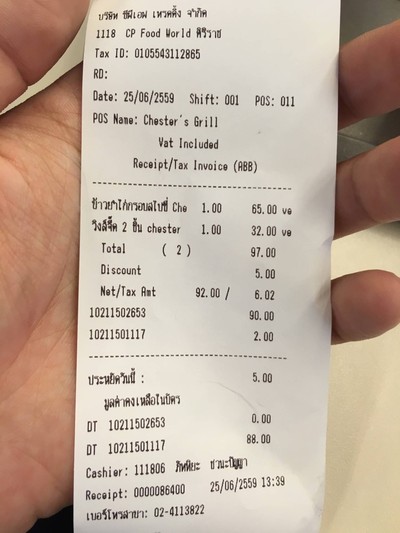 บริษัท ซีพีเอฟ เทรดดิ้ง จำกัด
1118 CP Food World ศิริราช
Tax ID: 0105543112865
RD:
Date: 25/06/2559 Shift: 001 POS: 011
POS Name: Chester's Grill
Vat Included
Receipt/Tax Invoice (ABB)
ข้าวยำไก่กรอบสไปซี่ Che 1.00 65.00 ve
วิงส์จี๊ด 2 ชิ้น chester 1.00 32.00 ve
Total ( 2 ) 97.00
Discount 5.00
Net/Tax Amt 92.00 / 6.02
10211502653 90.00
10211501117 2.00
ประหยัดวันนี้ : 5.00
มูลค่าคงเหลือในบัตร
DT 10211502653 0.00
DT 10211501117 88.00
Cashier: 111806
Receipt: 0000086400 25/06/2559 13:39
เบอร์โทรสาขา: 02-4113822